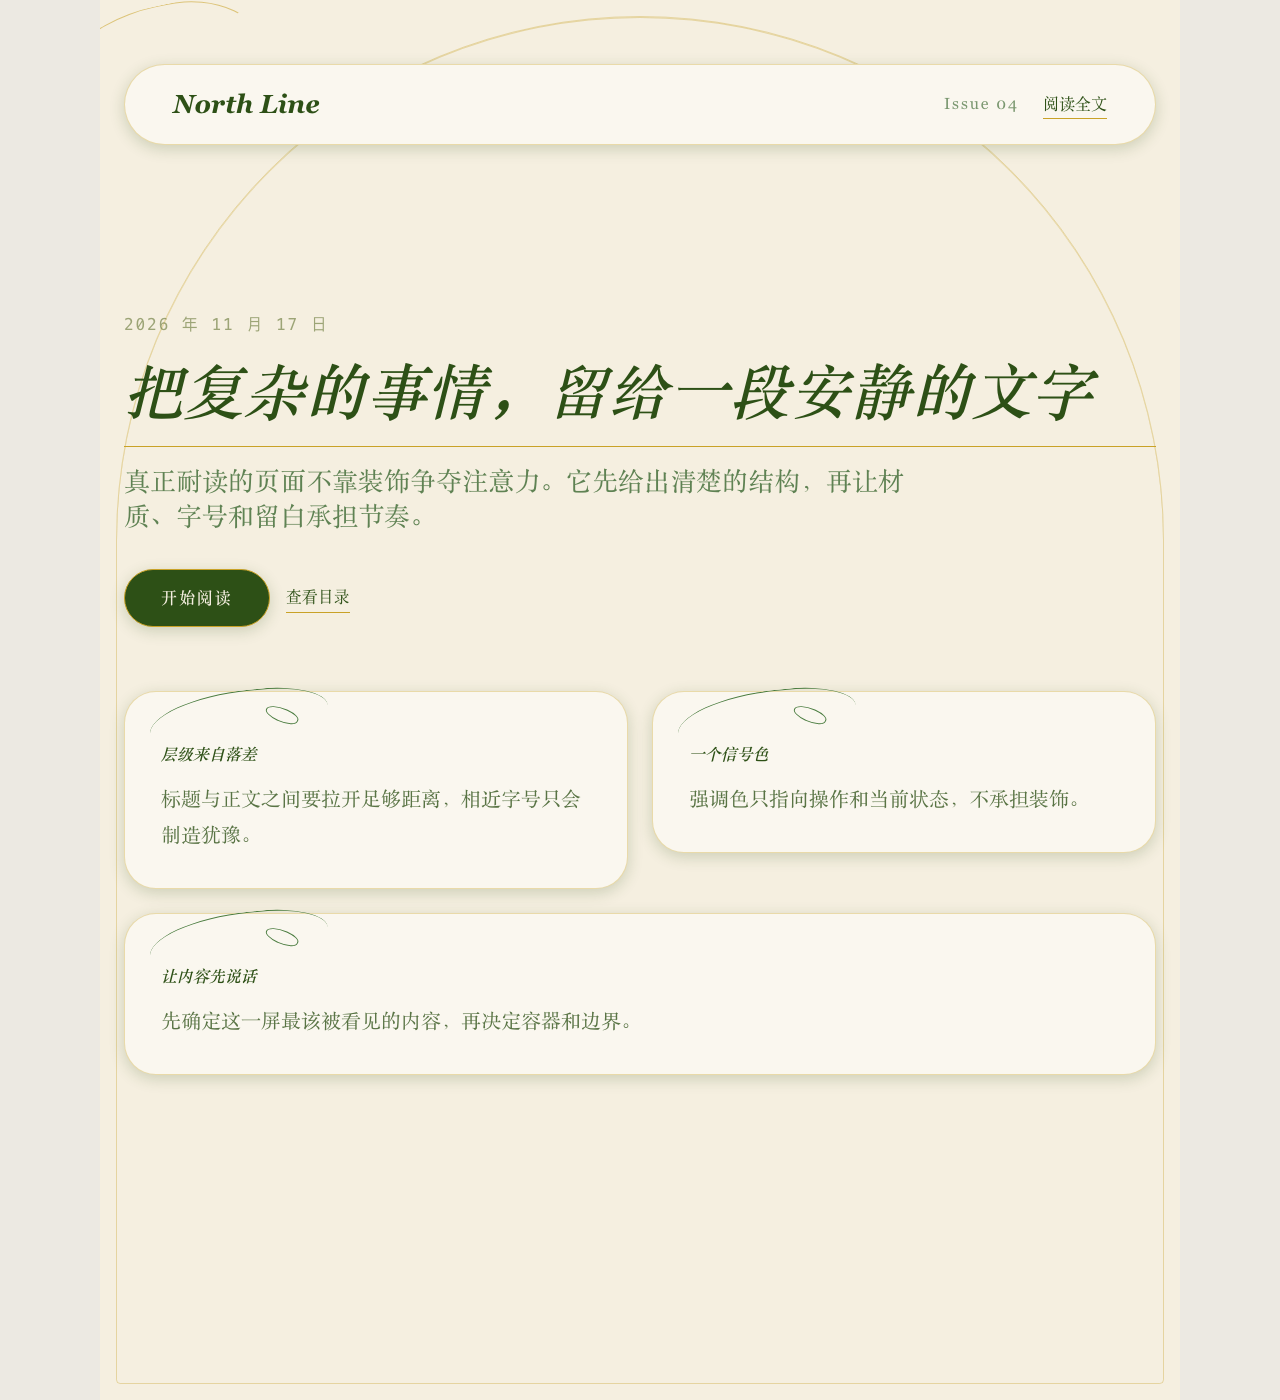 North Line
Issue 04
阅读全文
2026 年 11 月 17 日
把复杂的事情，留给一段安静的文字
真正耐读的页面不靠装饰争夺注意力。它先给出清楚的结构，再让材
质、字号和留白承担节奏。
开始阅读
查看目录
层级来自落差
标题与正文之间要拉开足够距离，相近字号只会
制造犹豫。
一个信号色
强调色只指向操作和当前状态，不承担装饰。
让内容先说话
先确定这一屏最该被看见的内容，再决定容器和边界。